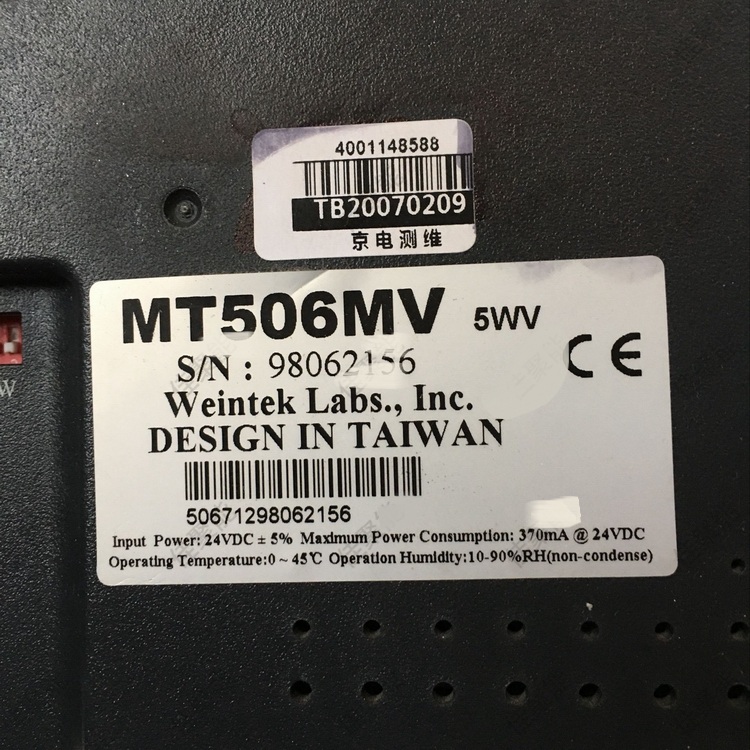 4001148588
TB20070209
京电测维
MT506MV 5WV
CE
S/N : 98062156
Weintek Labs., Inc.
DESIGN IN TAIWAN
50671298062156
Input Power: 24VDC ± 5% Maximum Power Consumption: 370mA @ 24VDC
Operating Temperature:0 ~ 45℃ Operation Humidity:10-90%RH(non-condense)
W